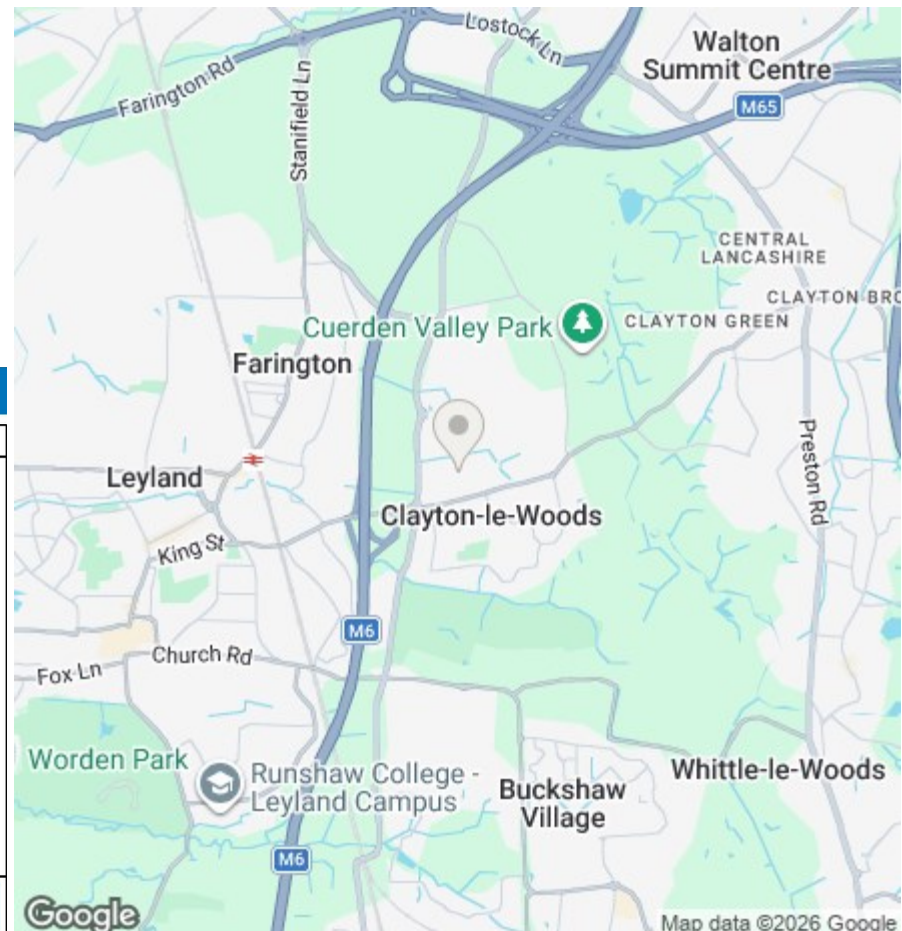 Lostock Ln
Walton
Summit Centre
Farington Rd
M65
Stanifield Ln
CENTRAL
LANCASHIRE
CLAYTON BRO
Cuerden Valley Park
CLAYTON GREEN
Farington
Leyland
Preston Rd
Clayton-le-Woods
King St
M6
Church Rd
Fox Ln
Worden Park
Runshaw College -
Leyland Campus
Whittle-le-Woods
Buckshaw
Village
M6
Google
Map data ©2026 Google